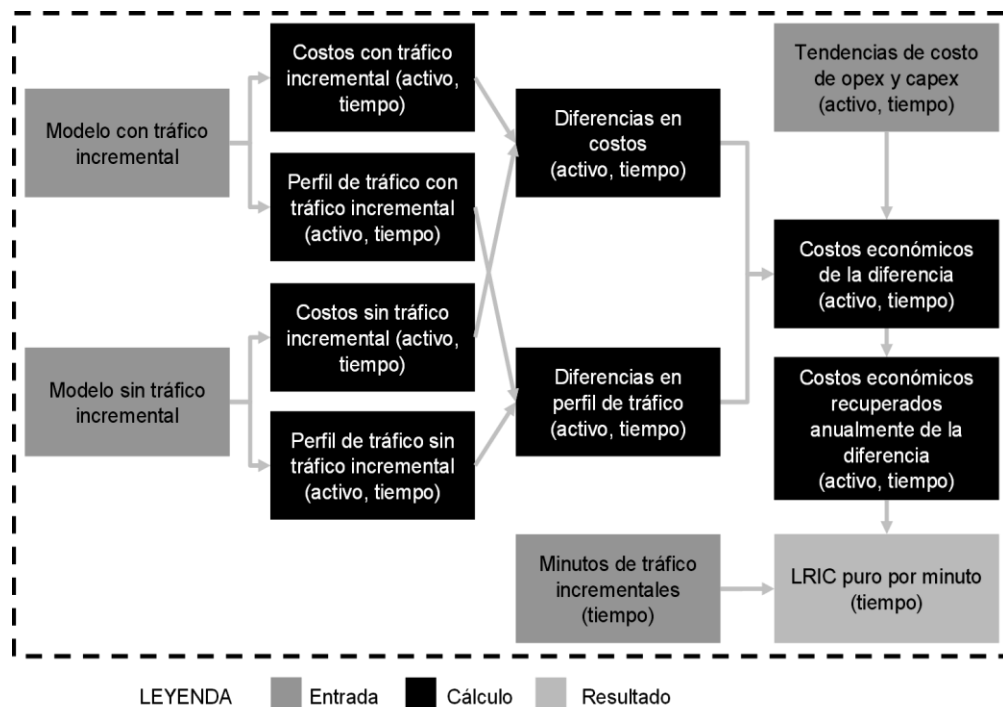 Modelo con tráfico
incremental
Modelo sin tráfico
incremental
Costos con tráfico
incremental (activo,
tiempo)
Perfil de tráfico con
tráfico incremental
(activo, tiempo)
Costos sin tráfico
incremental (activo,
tiempo)
Perfil de tráfico sin
tráfico incremental
(activo, tiempo)
Diferencias en
costos
(activo, tiempo)
Diferencias en
perfil de tráfico
(activo, tiempo)
Minutos de tráfico
incrementales
(tiempo)
Tendencias de costo
de opex y capex
(activo, tiempo)
Costos económicos
de la diferencia
(activo, tiempo)
Costos económicos
recuperados
anualmente de la
diferencia
(activo, tiempo)
LRIC puro por minuto
(tiempo)
LEYENDA
Entrada
Cálculo
Resultado